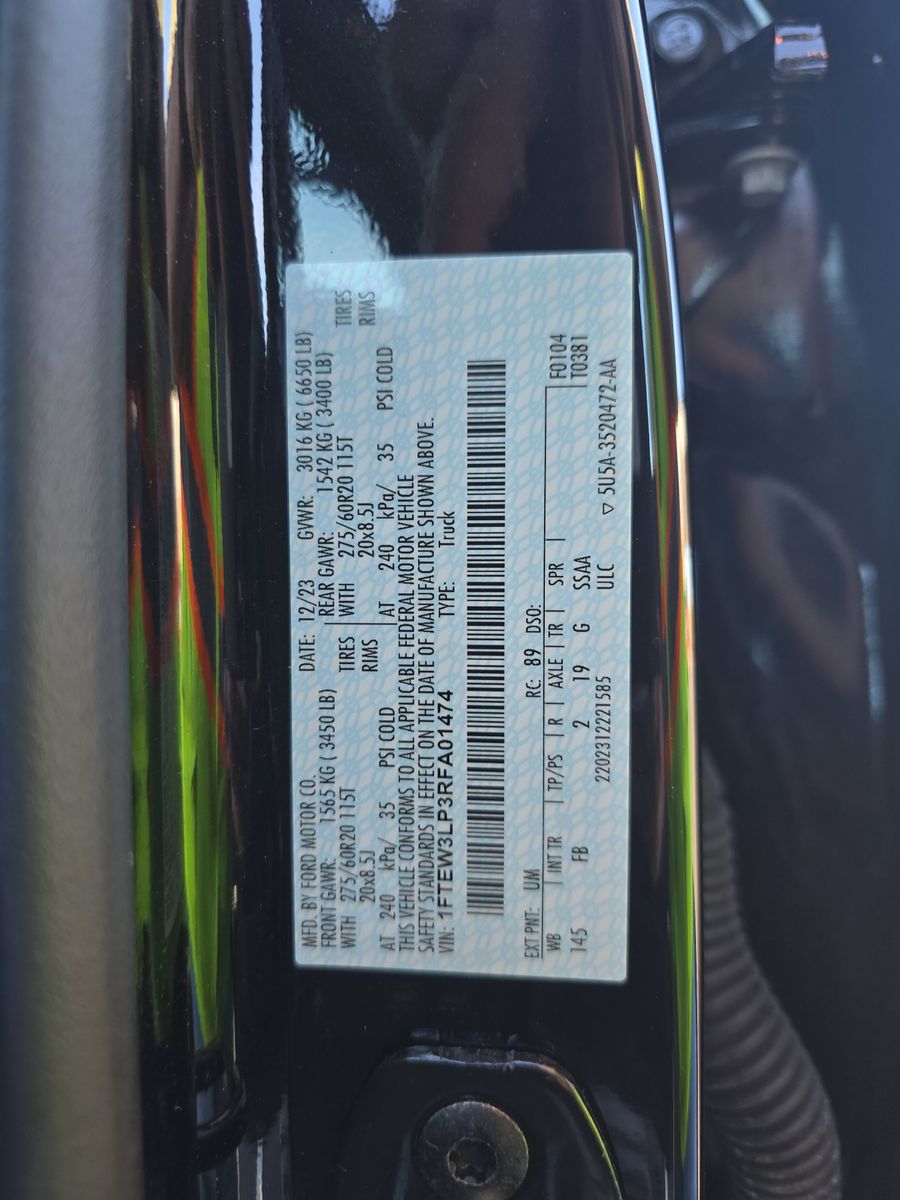 MFD. BY FORD MOTOR CO. DATE: 12/23 GVWR: 3016 KG ( 6650 LB)
FRONT GAWR: 1565 KG ( 3450 LB) REAR GAWR: 1542 KG ( 3400 LB)
WITH 275/60R20 115T TIRES WITH 275/60R20 115T TIRES
20x8.5J RIMS 20x8.5J RIMS
AT 240 kPa/ 35 PSI COLD AT 240 kPa/ 35 PSI COLD
THIS VEHICLE CONFORMS TO ALL APPLICABLE FEDERAL MOTOR VEHICLE
SAFETY STANDARDS IN EFFECT ON THE DATE OF MANUFACTURE SHOWN ABOVE.
VIN: 1FTEW3LP3RFA01474 TYPE: Truck
EXT PNT: UM RC: 89 DSO: F0104
WB INT TR TP/PS R AXLE TR SPR T0381
145 FB 2 19 G SSAA
2202312221585 ULC ▽ 5U5A-3520472-AA